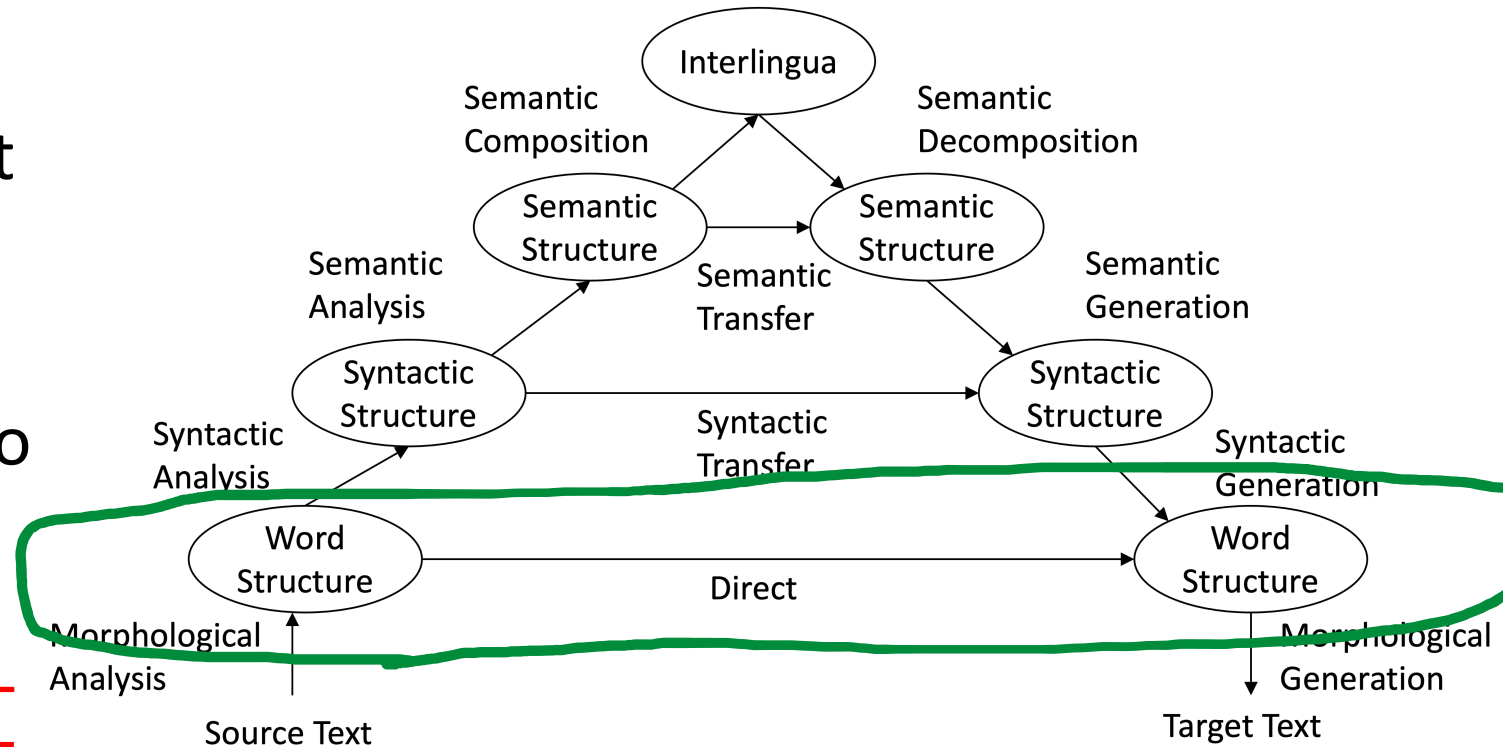 Interlingua
Semantic
Composition
Semantic
Decomposition
t
Semantic
Structure
Semantic
Structure
Semantic
Analysis
Semantic
Transfer
Semantic
Generation
Syntactic
Structure
Syntactic
Structure
o
Syntactic
Analysis
Syntactic
Transfer
Syntactic
Generation
Word
Structure
Direct
Word
Structure
Morphological
Analysis
Morphological
Generation
Source Text
Target Text